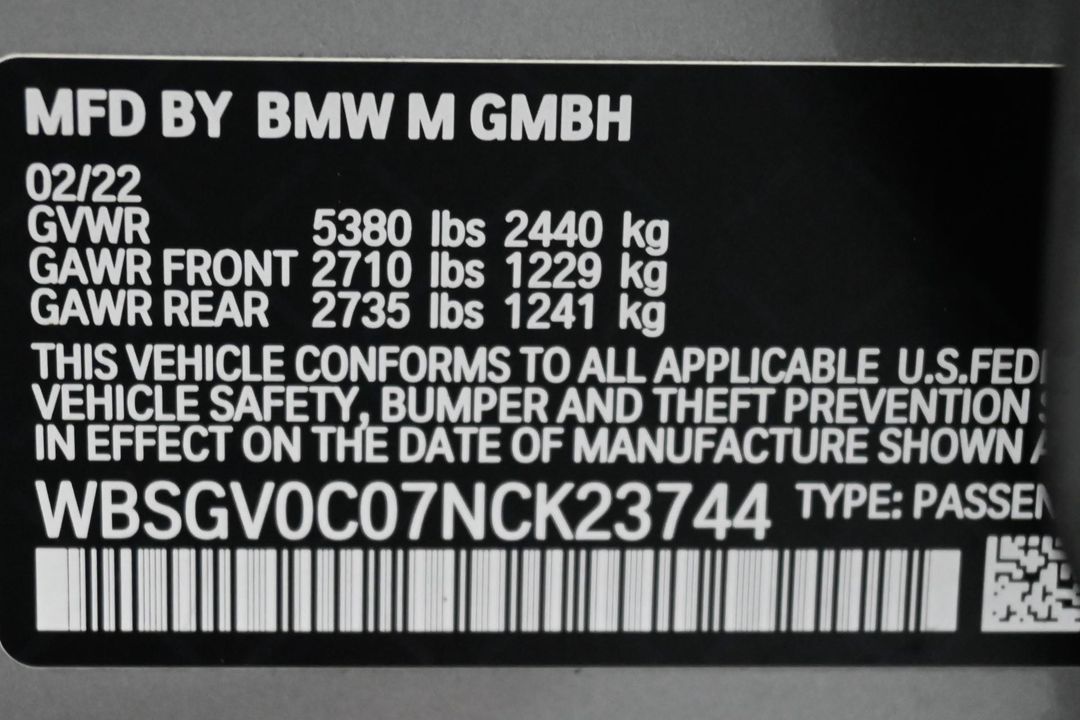 MFD BY BMW M GMBH
02/22
GVWR 5380 lbs 2440 kg
GAWR FRONT 2710 lbs 1229 kg
GAWR REAR 2735 lbs 1241 kg
THIS VEHICLE CONFORMS TO ALL APPLICABLE U.S.FED
VEHICLE SAFETY, BUMPER AND THEFT PREVENTION
IN EFFECT ON THE DATE OF MANUFACTURE SHOWN
WBSGV0C07NCK23744 TYPE: PASSEN